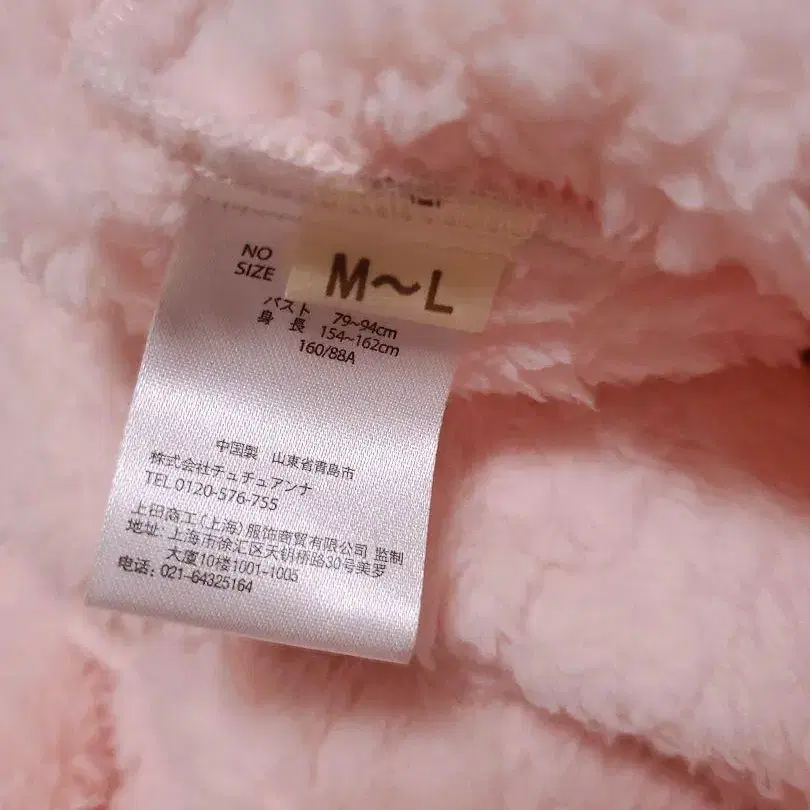 NO
SIZE
M～L
バスト 79~94cm
身 長 154~162cm
160/88A
中国製 山東省青島市
株式会社チュチュアンナ
TEL 0120-576-755
上田商工(上海)服饰商貿有限公司 监制
地址: 上海市徐汇区天钥桥路30号美罗
大廈10楼1001-1005
电话: 021-64325164